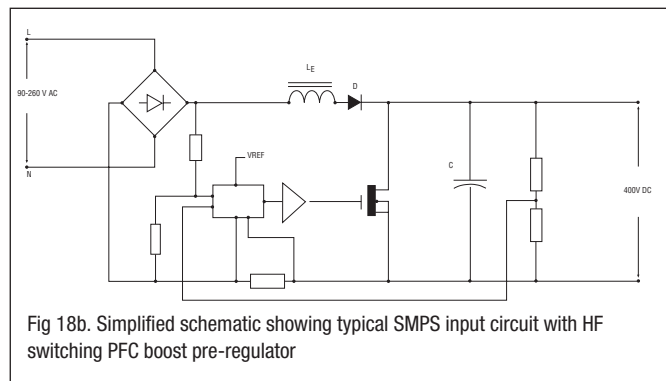 L
90-260 V AC
N
LE
D
VREF
C
400V DC
Fig 18b. Simplified schematic showing typical SMPS input circuit with HF
switching PFC boost pre-regulator